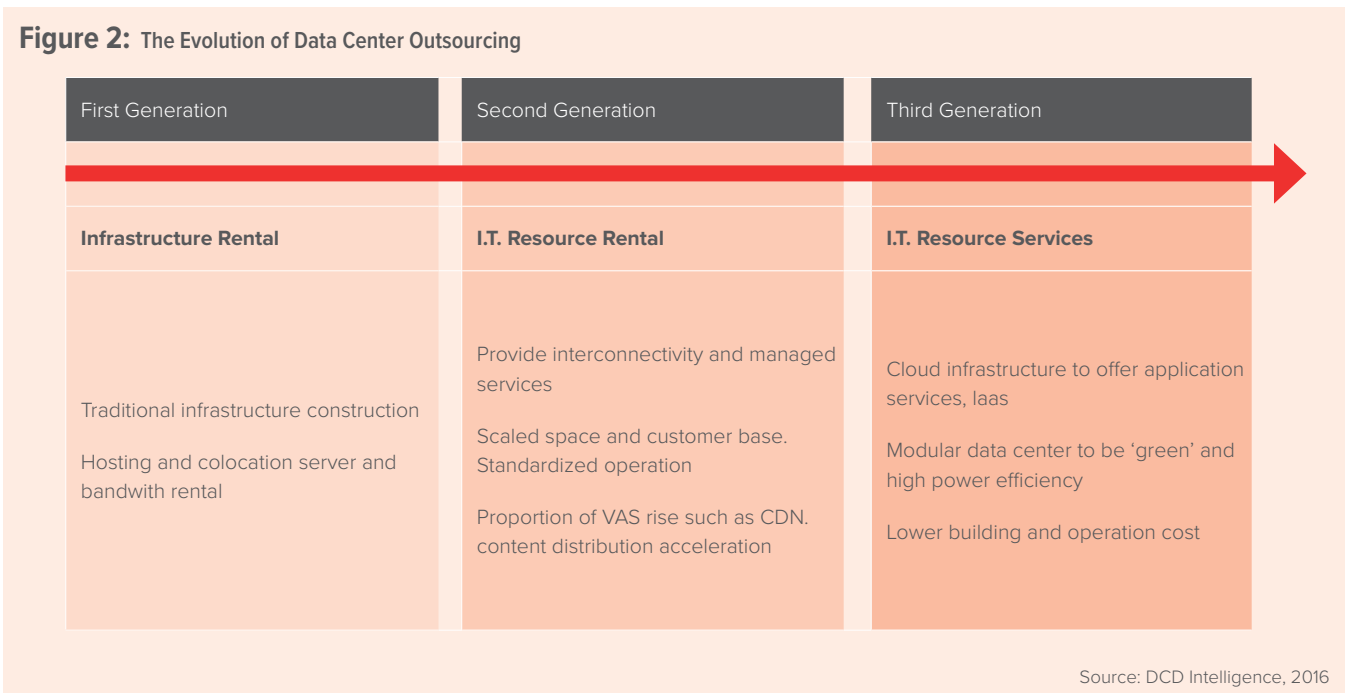 Figure 2: The Evolution of Data Center Outsourcing
First Generation
Second Generation
Third Generation
Infrastructure Rental
I.T. Resource Rental
I.T. Resource Services
Traditional infrastructure construction
Hosting and colocation server and
bandwith rental
Provide interconnectivity and managed
services
Scaled space and customer base.
Standardized operation
Proportion of VAS rise such as CDN.
content distribution acceleration
Cloud infrastructure to offer application
services, Iaas
Modular data center to be ‘green’ and
high power efficiency
Lower building and operation cost
Source: DCD Intelligence, 2016